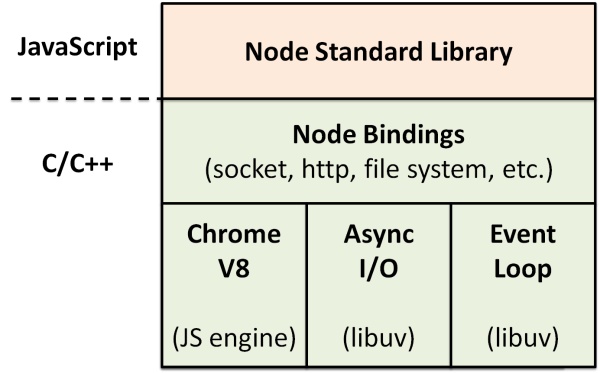 JavaScript
Node Standard Library
C/C++
Node Bindings
(socket, http, file system, etc.)
Chrome
V8
(JS engine)
Async
I/O
(libuv)
Event
Loop
(libuv)